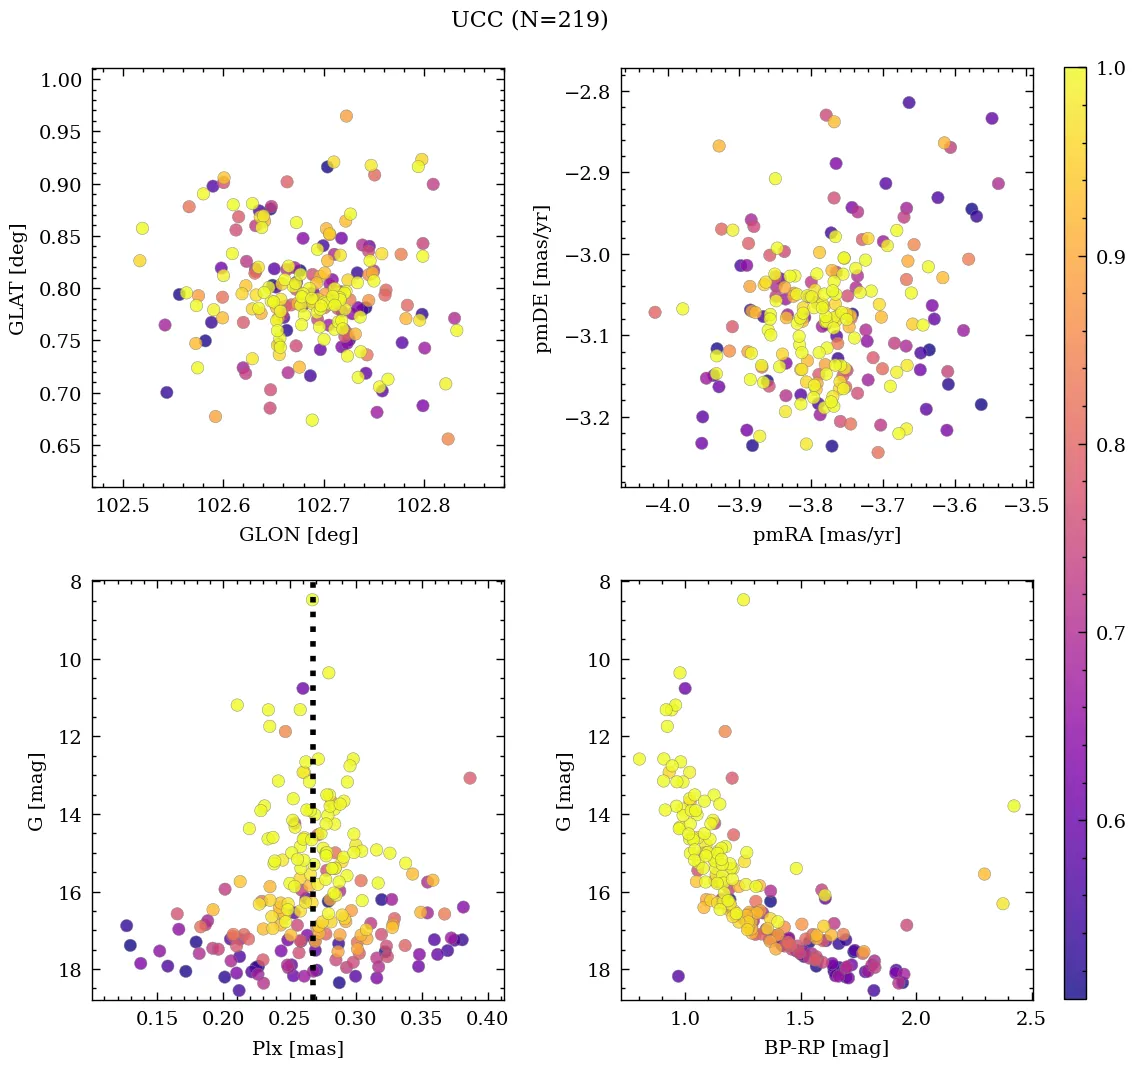 UCC (N=219)
1.00
0.95
0.90
0.85
0.80
0.75
0.70
0.65
GLAT [deg]
102.5 102.6 102.7 102.8
GLON [deg]
−2.8
−2.9
−3.0
−3.1
−3.2
pmDE [mas/yr]
−4.0 −3.9 −3.8 −3.7 −3.6 −3.5
pmRA [mas/yr]
1.0
0.9
0.8
0.7
0.6
8
10
12
14
16
18
G [mag]
0.15 0.20 0.25 0.30 0.35 0.40
Plx [mas]
8
10
12
14
16
18
G [mag]
1.0 1.5 2.0 2.5
BP-RP [mag]